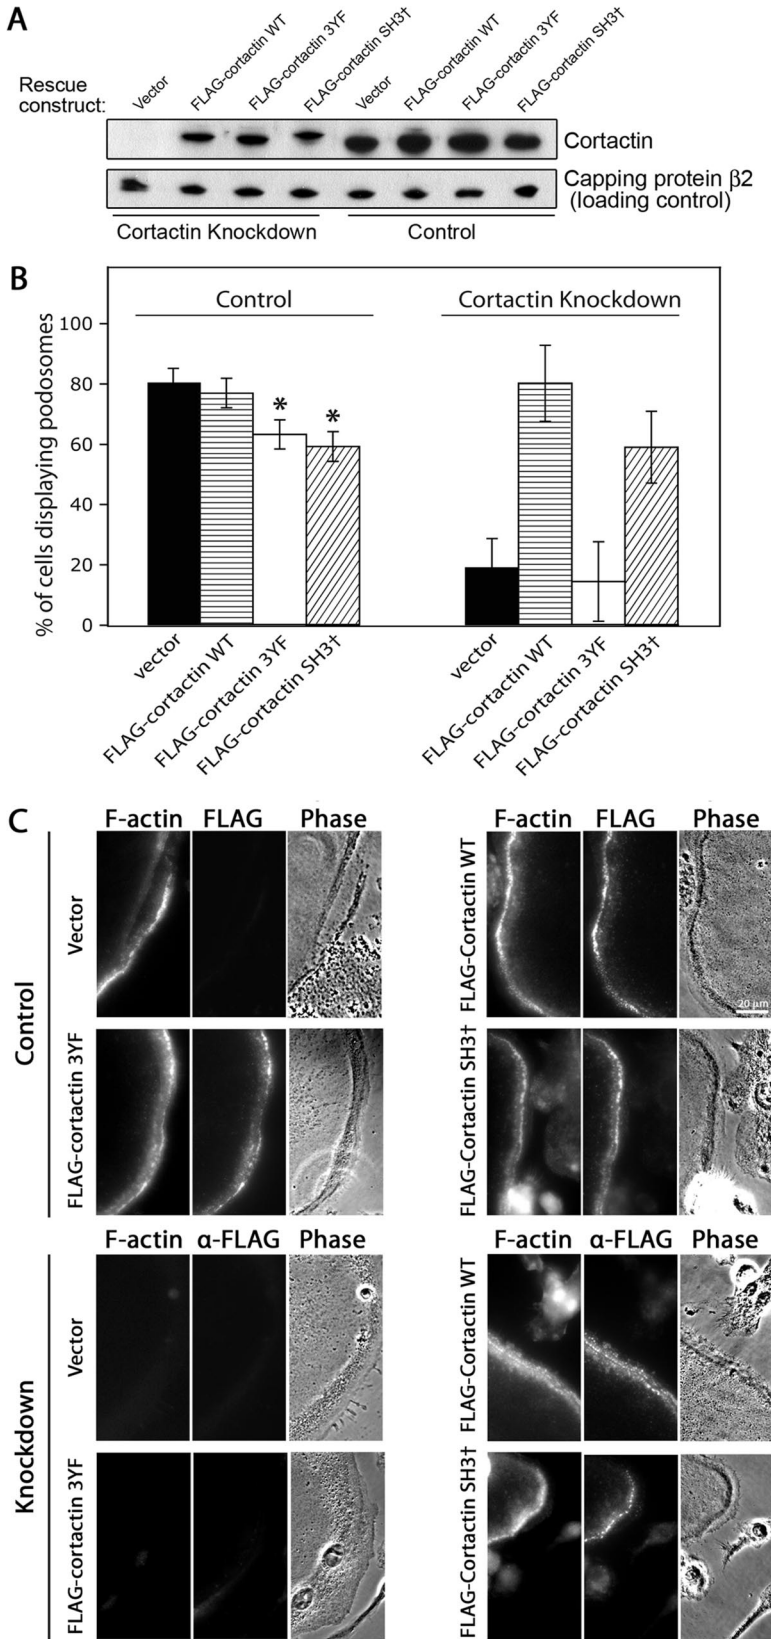 A
Rescue
construct:
Vector
FLAG-cortactin WT
FLAG-cortactin 3YF
FLAG-cortactin SH3†
Vector
FLAG-cortactin WT
FLAG-cortactin 3YF
FLAG-cortactin SH3†
Cortactin
Capping protein β2
(loading control)
Cortactin Knockdown
Control
B
% of cells displaying podosomes
100
80
60
40
20
0
Control
Cortactin Knockdown
*
*
vector
FLAG-cortactin WT
FLAG-cortactin 3YF
FLAG-cortactin SH3†
vector
FLAG-cortactin WT
FLAG-cortactin 3YF
FLAG-cortactin SH3†
C
F-actin FLAG Phase
F-actin FLAG Phase
Control
Vector
FLAG-Cortactin WT
20 μm
FLAG-cortactin 3YF
FLAG-Cortactin SH3†
F-actin α-FLAG Phase
F-actin α-FLAG Phase
Knockdown
Vector
FLAG-Cortactin WT
FLAG-cortactin 3YF
FLAG-Cortactin SH3†